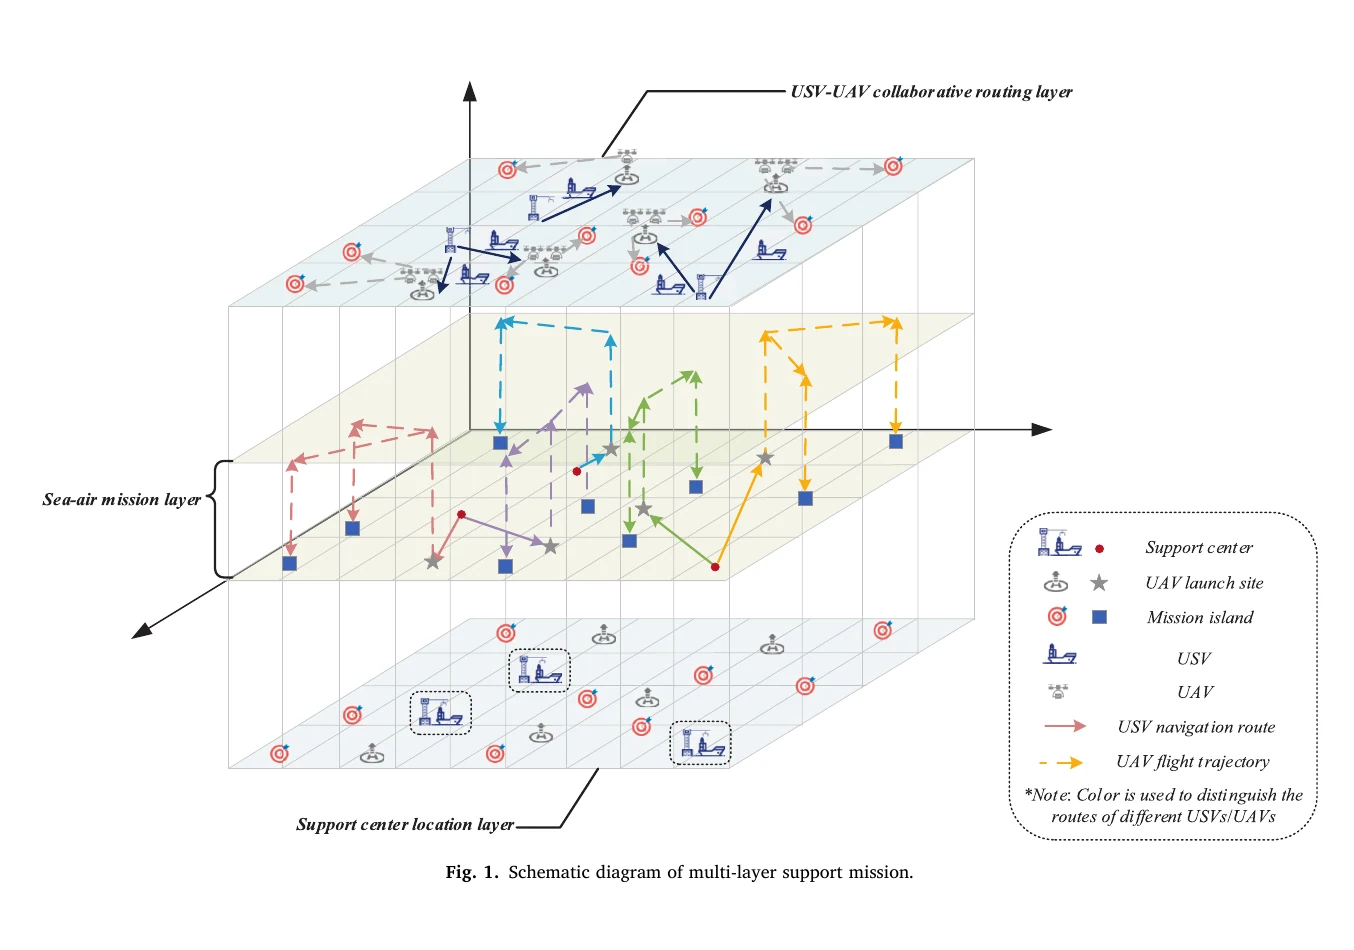 USV-UAV collaborative routing layer
Sea-air mission layer
Support center location layer
Support center
UAV launch site
Mission island
USV
UAV
USV navigation route
UAV flight trajectory
*Note: Color is used to distinguish the
routes of different USVs/UAVs
Fig. 1. Schematic diagram of multi-layer support mission.